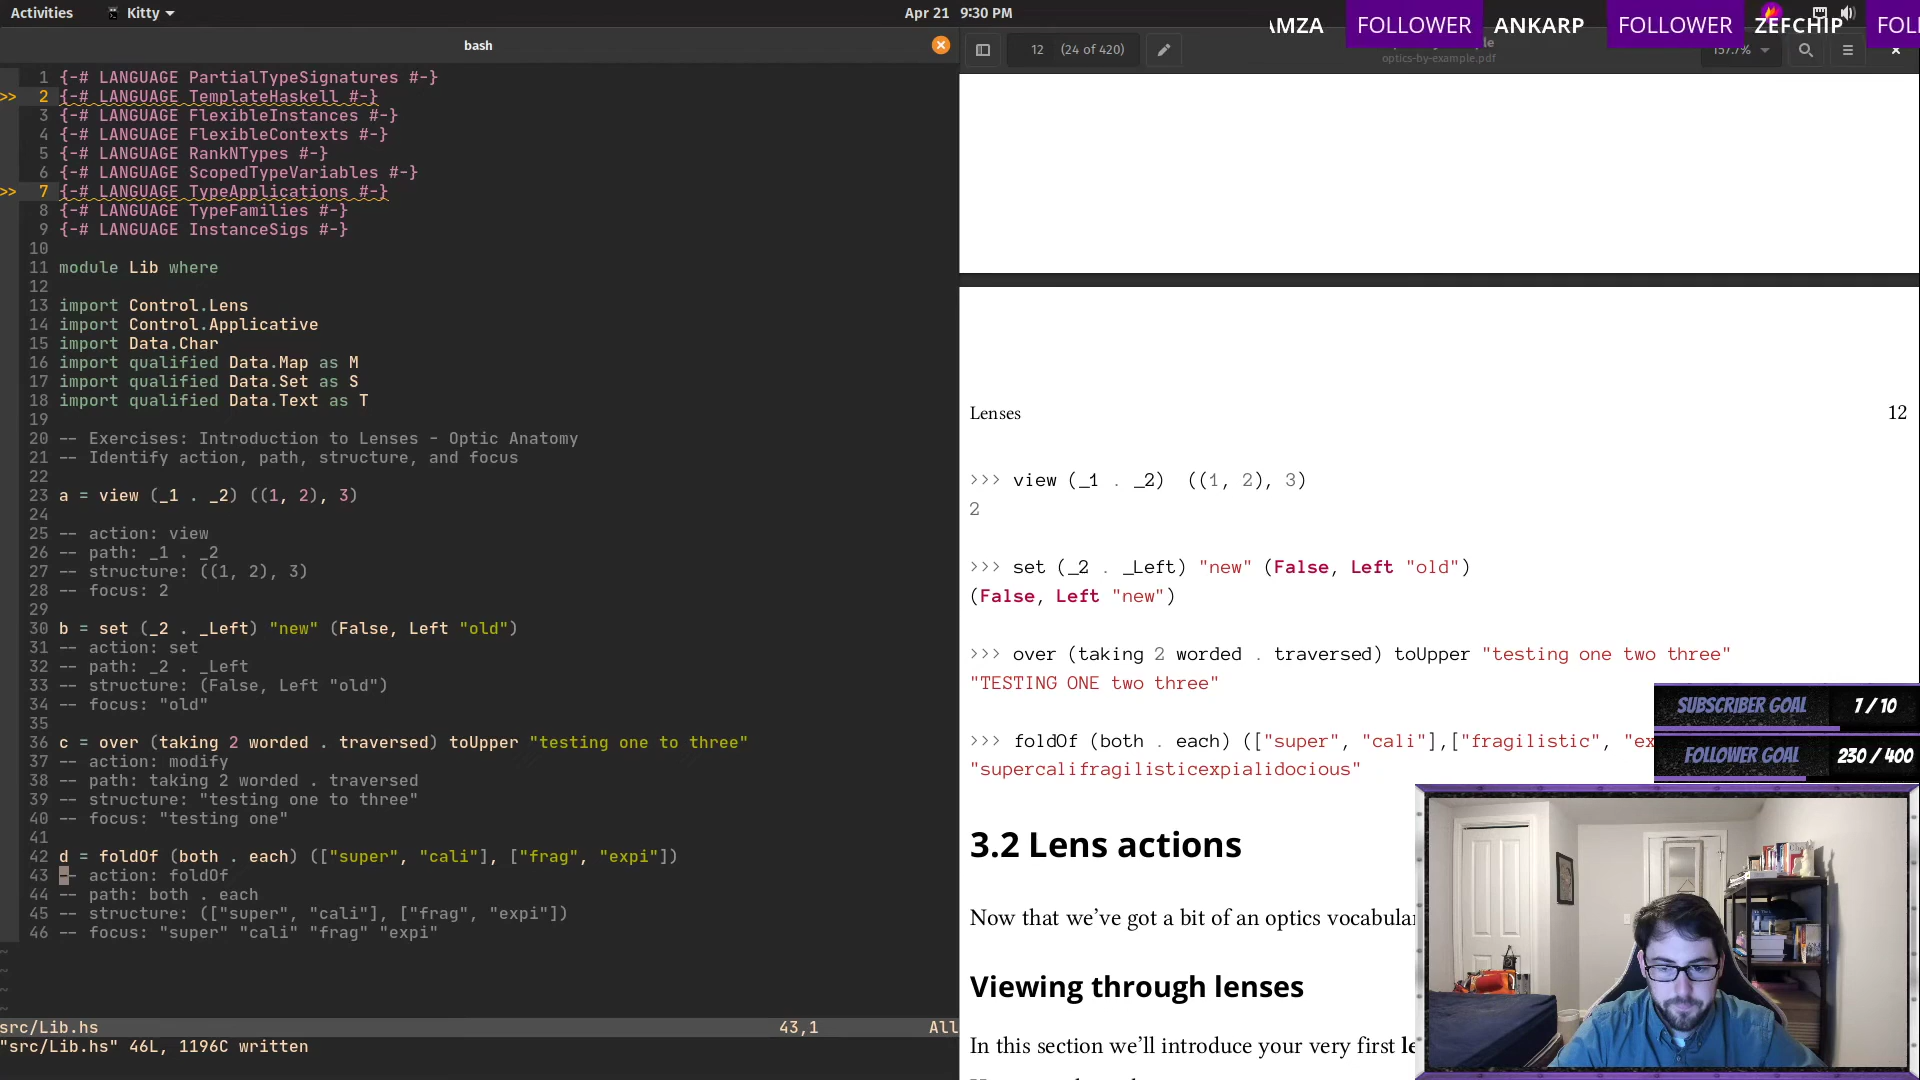 Activities Kitty Apr 21 9:30 PM
AMZA FOLLOWER ANKARP FOLLOWER ZEFCHIP FOL
bash
12 (24 of 420)
optics-by-example.pdf
157.7%
1 {-# LANGUAGE PartialTypeSignatures #-}
>> 2 {-# LANGUAGE TemplateHaskell #-}
3 {-# LANGUAGE FlexibleInstances #-}
4 {-# LANGUAGE FlexibleContexts #-}
5 {-# LANGUAGE RankNTypes #-}
6 {-# LANGUAGE ScopedTypeVariables #-}
>> 7 {-# LANGUAGE TypeApplications #-}
8 {-# LANGUAGE TypeFamilies #-}
9 {-# LANGUAGE InstanceSigs #-}
10
11 module Lib where
12
13 import Control.Lens
14 import Control.Applicative
15 import Data.Char
16 import qualified Data.Map as M
17 import qualified Data.Set as S
18 import qualified Data.Text as T
19
20 -- Exercises: Introduction to Lenses - Optic Anatomy
21 -- Identify action, path, structure, and focus
22
23 a = view (_1 . _2) ((1, 2), 3)
24
25 -- action: view
26 -- path: _1 . _2
27 -- structure: ((1, 2), 3)
28 -- focus: 2
29
30 b = set (_2 . _Left) "new" (False, Left "old")
31 -- action: set
32 -- path: _2 . _Left
33 -- structure: (False, Left "old")
34 -- focus: "old"
35
36 c = over (taking 2 worded . traversed) toUpper "testing one to three"
37 -- action: modify
38 -- path: taking 2 worded . traversed
39 -- structure: "testing one to three"
40 -- focus: "testing one"
41
42 d = foldOf (both . each) (["super", "cali"], ["frag", "expi"])
43 -- action: foldOf
44 -- path: both . each
45 -- structure: (["super", "cali"], ["frag", "expi"])
46 -- focus: "super" "cali" "frag" "expi"
~
~
~
~
src/Lib.hs 43,1 All
"src/Lib.hs" 46L, 1196C written
Lenses 12
>>> view (_1 . _2) ((1, 2), 3)
2
>>> set (_2 . _Left) "new" (False, Left "old")
(False, Left "new")
>>> over (taking 2 worded . traversed) toUpper "testing one two three"
"TESTING ONE two three"
>>> foldOf (both . each) (["super", "cali"],["fragilistic", "ex
"supercalifragilisticexpialidocious"
3.2 Lens actions
Now that we've got a bit of an optics vocabular
Viewing through lenses
In this section we'll introduce your very first le
SUBSCRIBER GOAL 7 / 10
FOLLOWER GOAL 230 / 400